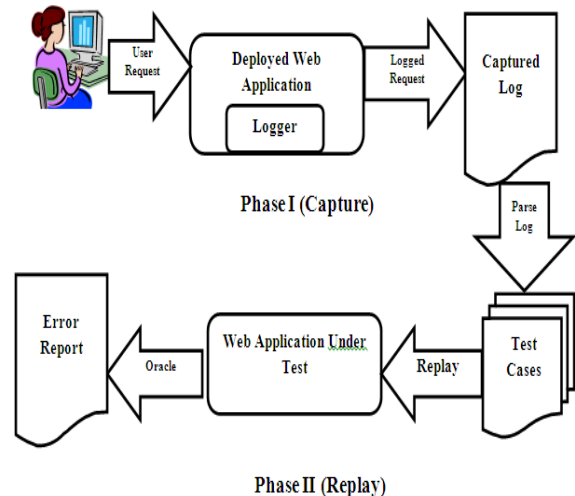 User
Request
Deployed Web
Application
Logger
Logged
Request
Captured
Log
Phase I (Capture)
Parse
Log
Error
Report
Oracle
Web Application Under
Test
Replay
Test
Cases
Phase II (Replay)